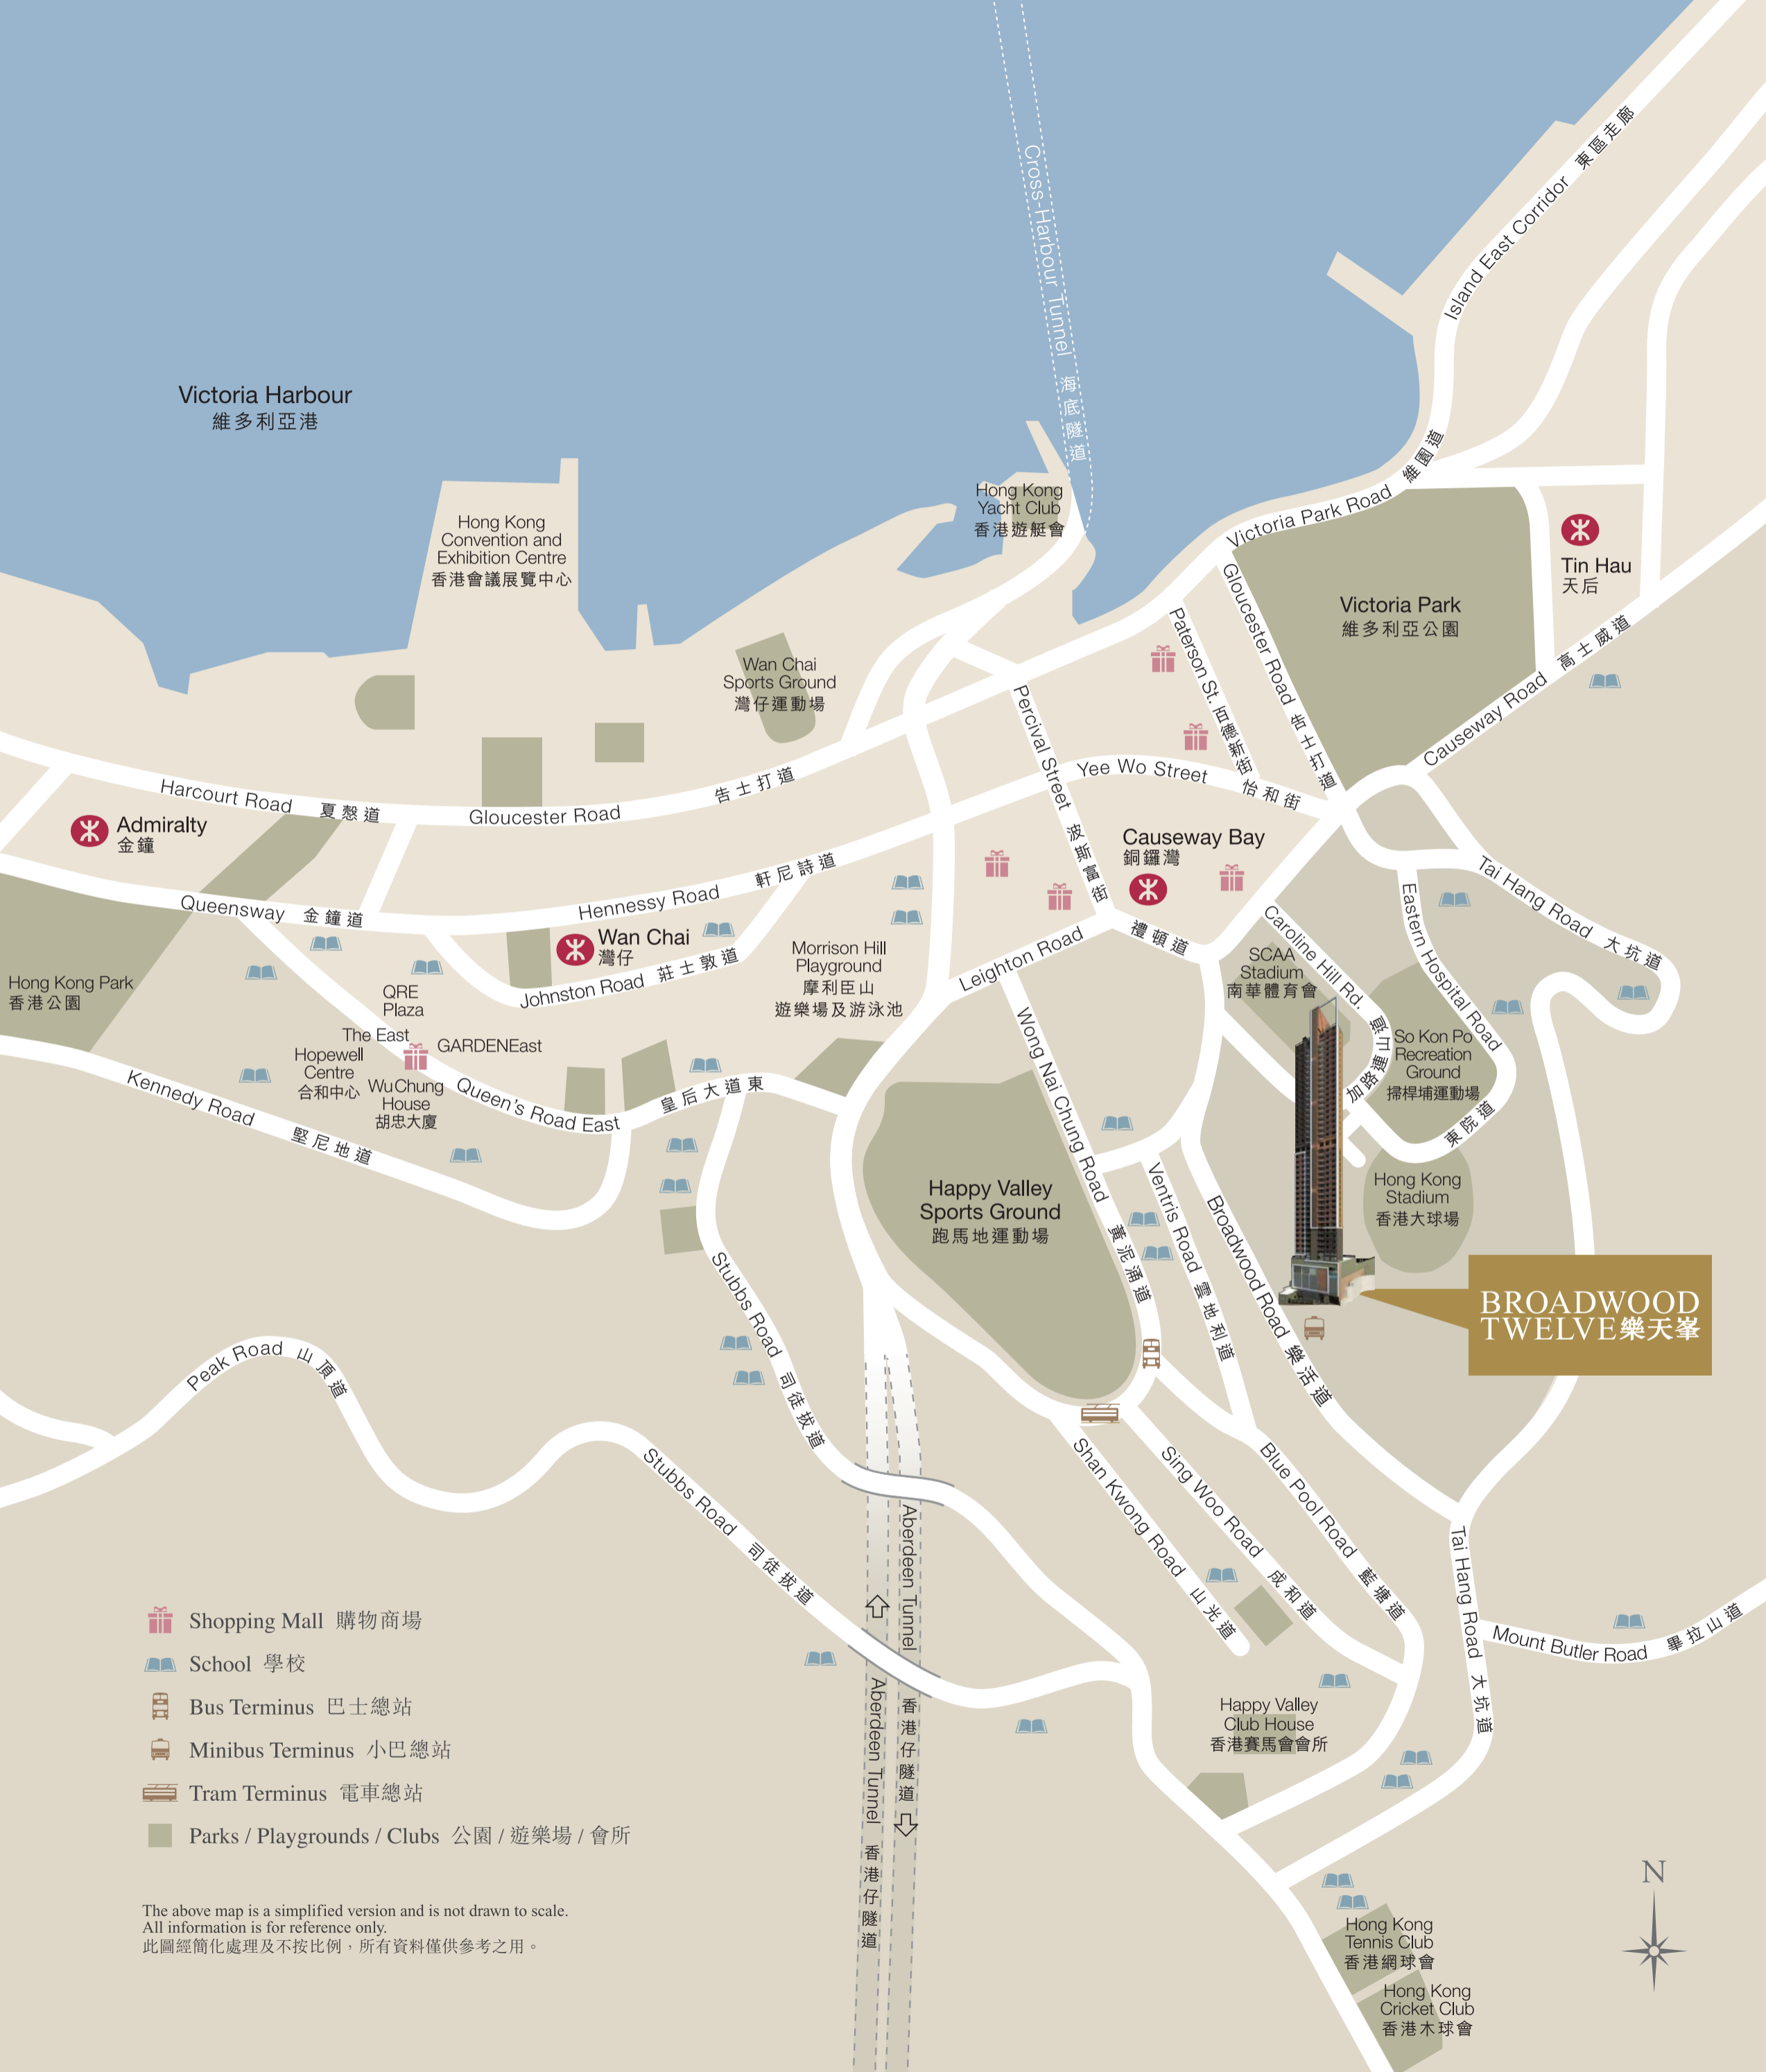 Cross-Harbour Tunnel 海底隧道
Island East Corridor 東區走廊
Victoria Harbour
維多利亞港
Hong Kong
Yacht Club
香港遊艇會
Hong Kong
Convention and
Exhibition Centre
香港會議展覽中心
Victoria Park Road 維園道
Tin Hau
天后
Victoria Park
維多利亞公園
Gloucester Road 告士打道
Paterson St. 百德新街
Causeway Road 高士威道
Wan Chai
Sports Ground
灣仔運動場
Percival Street 波斯富街
Yee Wo Street 怡和街
Harcourt Road 夏慤道
Gloucester Road 告士打道
Admiralty
金鐘
Causeway Bay
銅鑼灣
Queensway 金鐘道
Hennessy Road 軒尼詩道
Wan Chai
灣仔
Johnston Road 莊士敦道
Morrison Hill
Playground
摩利臣山
遊樂場及游泳池
Leighton Road 禮頓道
Tai Hang Road 大坑道
Caroline Hill Rd. 加路連山道
Eastern Hospital Road 東院道
SCAA
Stadium
南華體育會
So Kon Po
Recreation
Ground
掃桿埔運動場
Hong Kong Park
香港公園
QRE
Plaza
The East
GARDENEast
Hopewell
Centre
合和中心
Wu Chung
House
胡忠大廈
Kennedy Road 堅尼地道
Queen's Road East 皇后大道東
Wong Nai Chung Road 黃泥涌道
Happy Valley
Sports Ground
跑馬地運動場
Ventris Road 雲地利道
Broadwood Road 樂活道
Hong Kong
Stadium
香港大球場
BROADWOOD
TWELVE樂天峯
Stubbs Road 司徒拔道
Peak Road 山頂道
Stubbs Road 司徒拔道
Shan Kwong Road 山光道
Sing Woo Road 成和道
Blue Pool Road 藍塘道
Tai Hang Road 大坑道
Mount Butler Road 畢拉山道
Aberdeen Tunnel 香港仔隧道
Aberdeen Tunnel 香港仔隧道
Happy Valley
Club House
香港賽馬會會所
Shopping Mall 購物商場
School 學校
Bus Terminus 巴士總站
Minibus Terminus 小巴總站
Tram Terminus 電車總站
Parks / Playgrounds / Clubs 公園 / 遊樂場 / 會所
The above map is a simplified version and is not drawn to scale.
All information is for reference only.
此圖經簡化處理及不按比例，所有資料僅供參考之用。
N
Hong Kong
Tennis Club
香港網球會
Hong Kong
Cricket Club
香港木球會